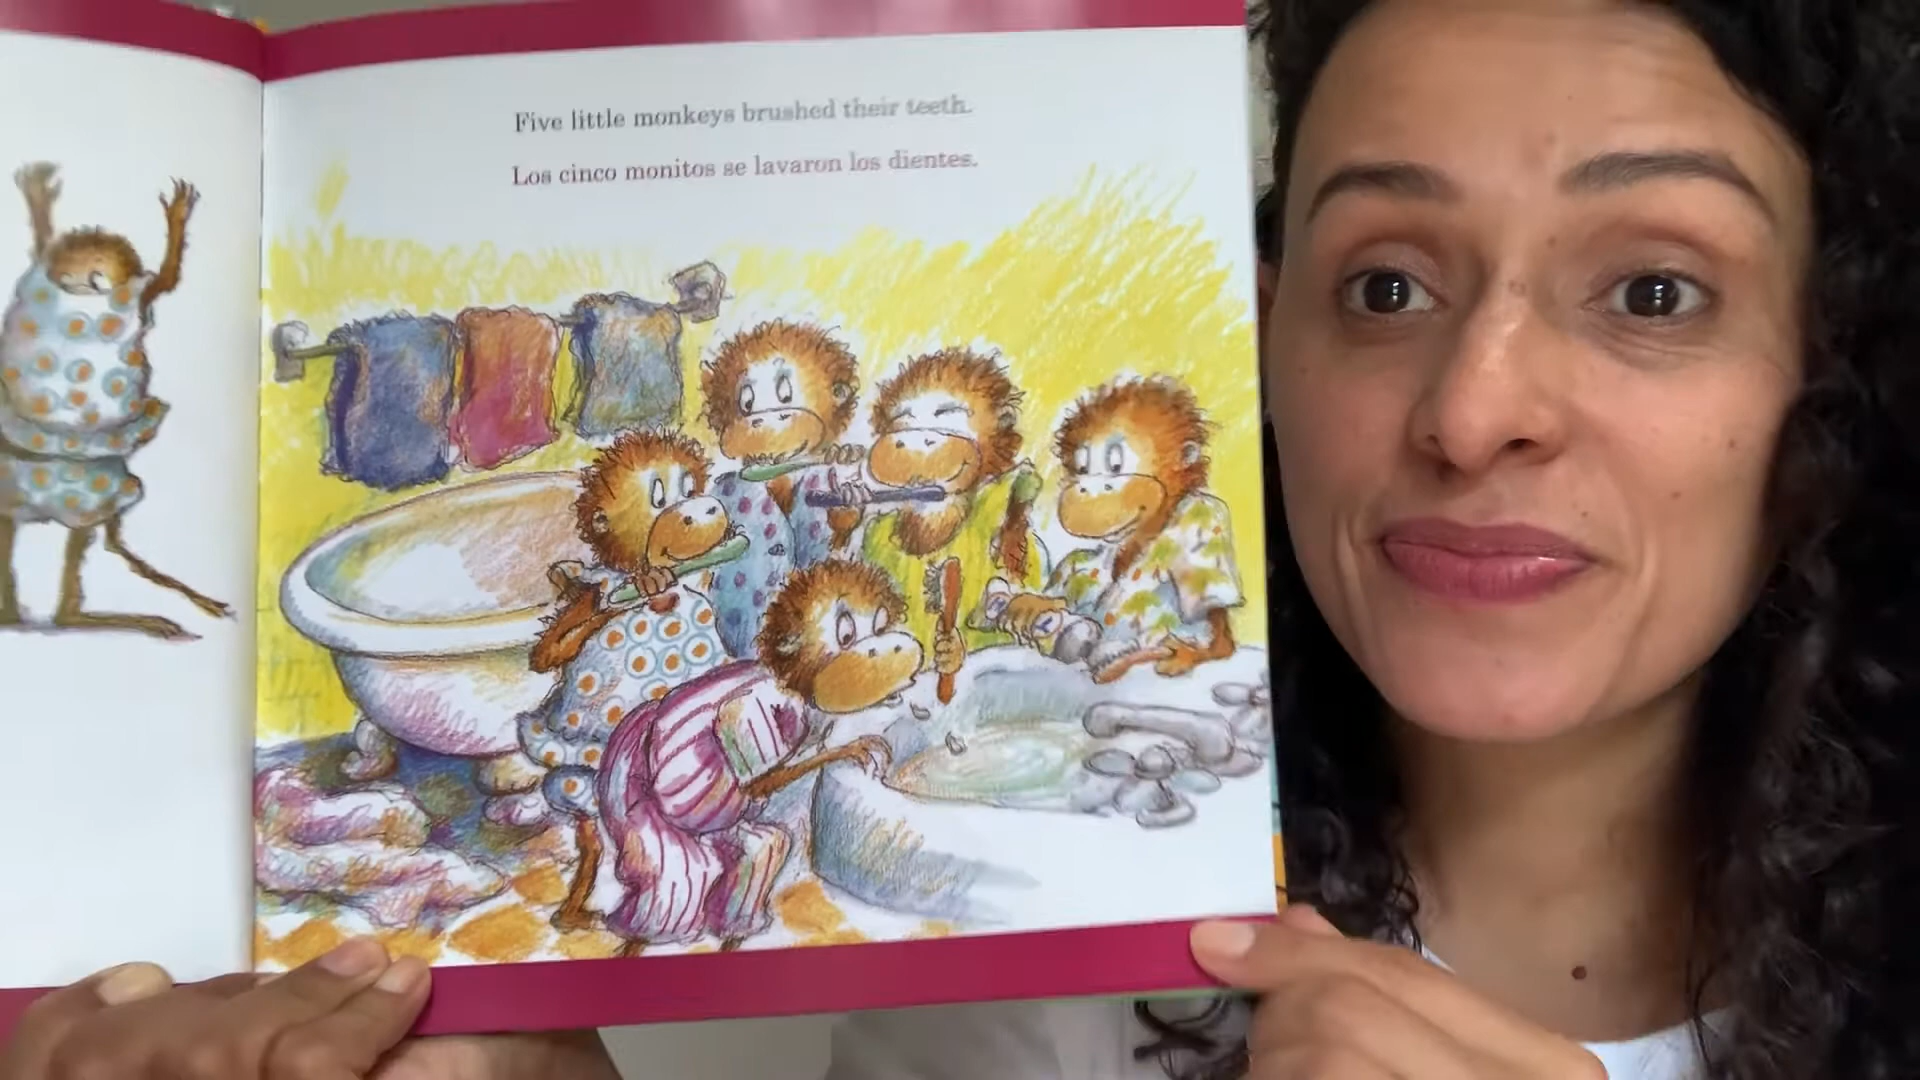 Five little monkeys brushed their teeth.
Los cinco monitos se lavaron los dientes.